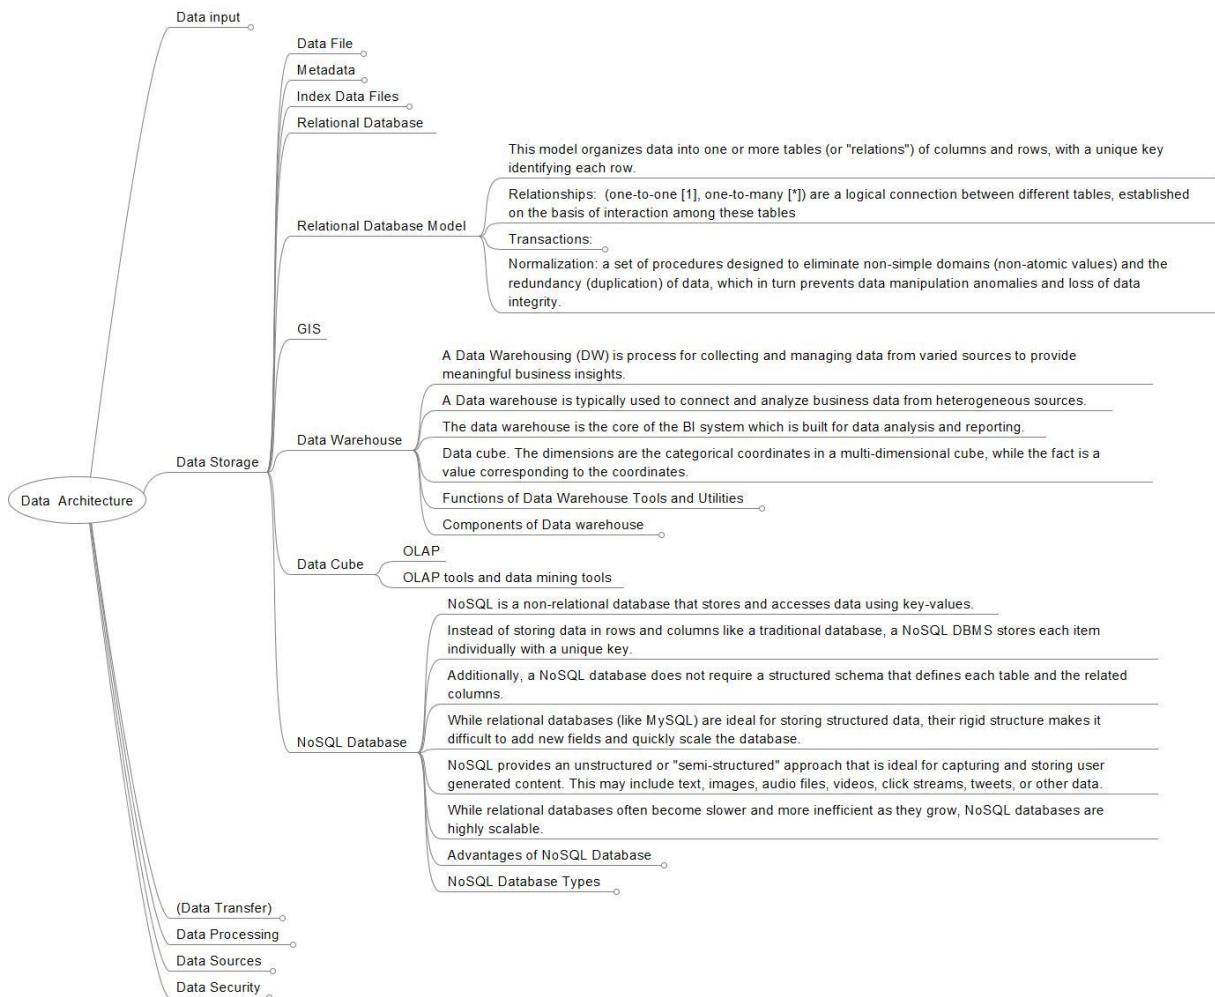 Data input
Data File
Metadata
Index Data Files
Relational Database
This model organizes data into one or more tables (or "relations") of columns and rows, with a unique key
identifying each row.
Relationships:  (one-to-one [1], one-to-many [*]) are a logical connection between different tables, established
on the basis of interaction among these tables
Relational Database Model
Transactions:
Normalization: a set of procedures designed to eliminate non-simple domains (non-atomic values) and the
redundancy (duplication) of data, which in turn prevents data manipulation anomalies and loss of data
integrity.
GIS
A Data Warehousing (DW) is process for collecting and managing data from varied sources to provide
meaningful business insights.
A Data warehouse is typically used to connect and analyze business data from heterogeneous sources.
The data warehouse is the core of the BI system which is built for data analysis and reporting.
Data Warehouse
Data cube. The dimensions are the categorical coordinates in a multi-dimensional cube, while the fact is a
value corresponding to the coordinates.
Data Storage
Functions of Data Warehouse Tools and Utilities
Data  Architecture
Components of Data warehouse
OLAP
Data Cube
OLAP tools and data mining tools
NoSQL is a non-relational database that stores and accesses data using key-values.
Instead of storing data in rows and columns like a traditional database, a NoSQL DBMS stores each item
individually with a unique key.
Additionally, a NoSQL database does not require a structured schema that defines each table and the related
columns.
While relational databases (like MySQL) are ideal for storing structured data, their rigid structure makes it
difficult to add new fields and quickly scale the database.
NoSQL Database
NoSQL provides an unstructured or "semi-structured" approach that is ideal for capturing and storing user
generated content. This may include text, images, audio files, videos, click streams, tweets, or other data.
While relational databases often become slower and more inefficient as they grow, NoSQL databases are
highly scalable.
Advantages of NoSQL Database
NoSQL Database Types
(Data Transfer)
Data Processing
Data Sources
Data Security